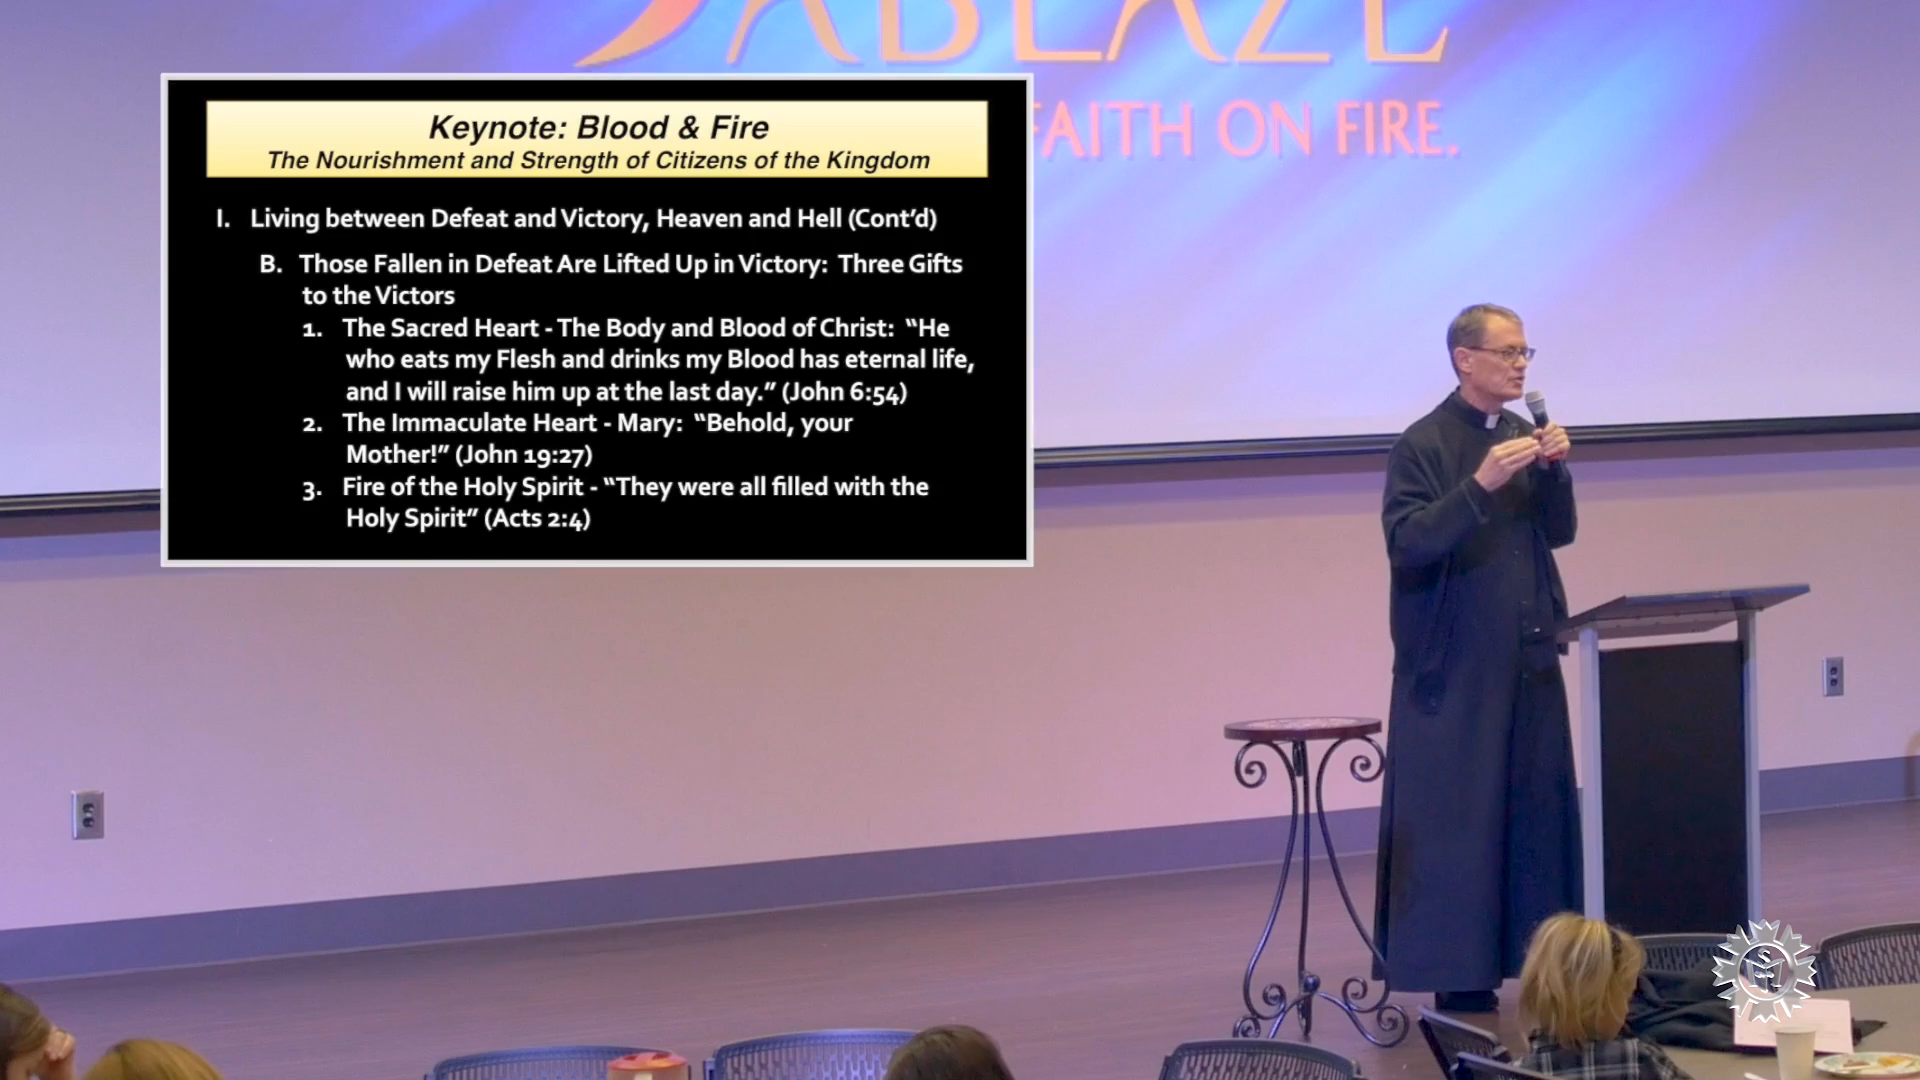 ABLAZE
FAITH ON FIRE.
Keynote: Blood & Fire
The Nourishment and Strength of Citizens of the Kingdom
I. Living between Defeat and Victory, Heaven and Hell (Cont'd)
B. Those Fallen in Defeat Are Lifted Up in Victory: Three Gifts
to the Victors
1. The Sacred Heart - The Body and Blood of Christ: “He
who eats my Flesh and drinks my Blood has eternal life,
and I will raise him up at the last day.” (John 6:54)
2. The Immaculate Heart - Mary: “Behold, your
Mother!” (John 19:27)
3. Fire of the Holy Spirit - “They were all filled with the
Holy Spirit” (Acts 2:4)